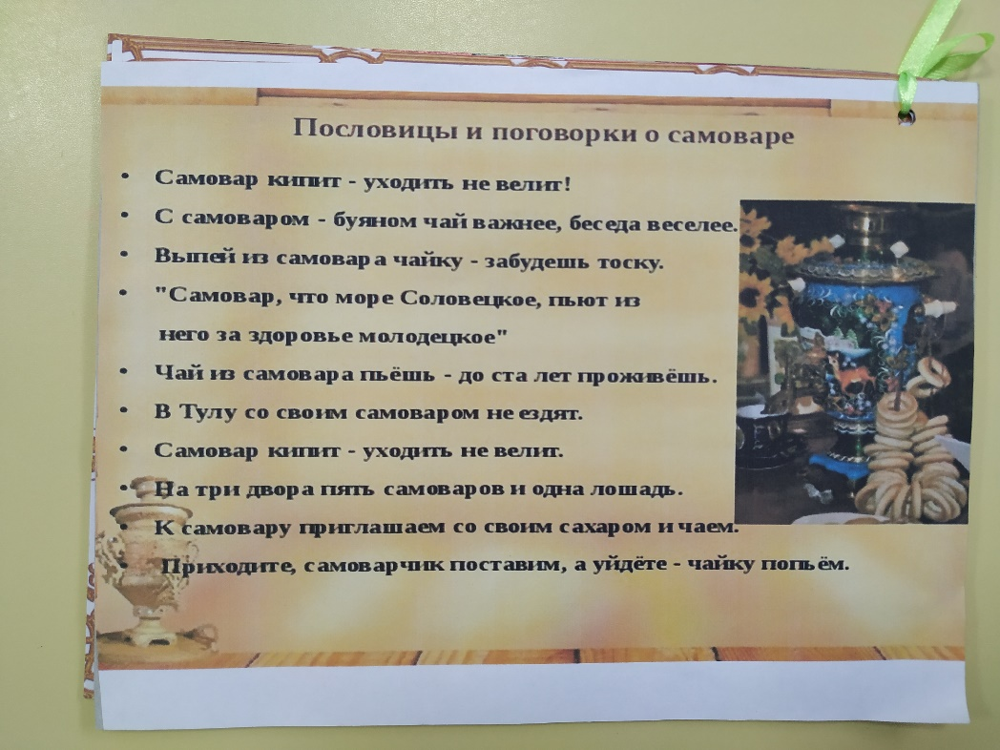 Пословицы и поговорки о самоваре
• Самовар кипит - уходить не велит!
• С самоваром - буяном чай важнее, беседа веселее.
• Выпей из самовара чайку - забудешь тоску.
• "Самовар, что море Соловецкое, пьют из
него за здоровье молодецкое"
• Чай из самовара пьёшь - до ста лет проживёшь.
• В Тулу со своим самоваром не ездят.
• Самовар кипит - уходить не велит.
• На три двора пять самоваров и одна лошадь.
• К самовару приглашаем со своим сахаром и чаем.
• Приходите, самоварчик поставим, а уйдёте - чайку попьём.